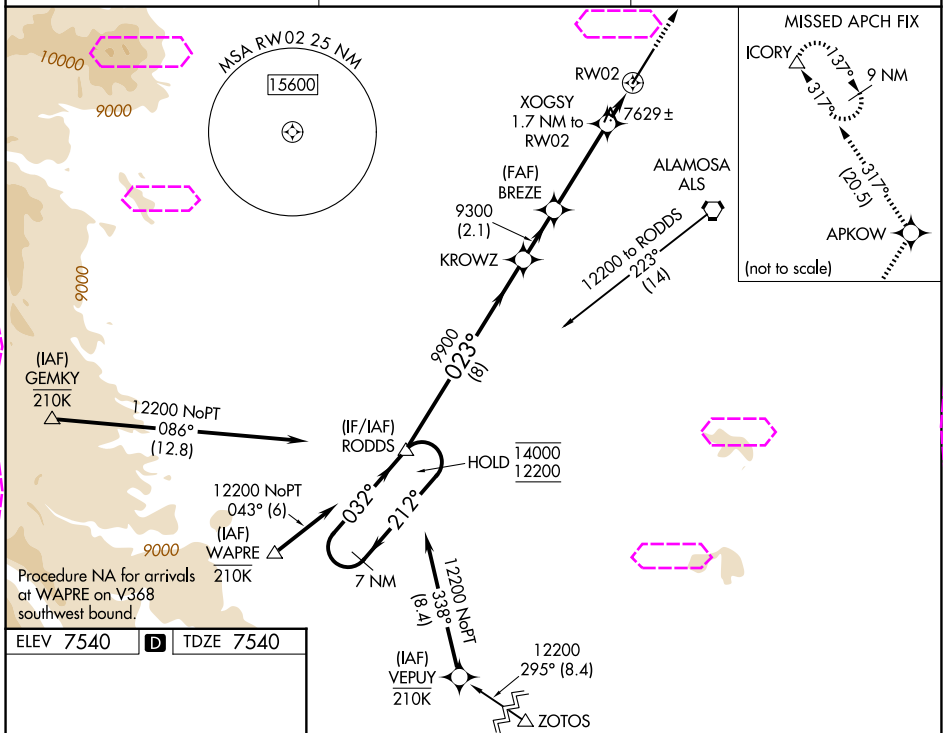 10000
9000
9000
9000
MSA RW02 25 NM
15600
RW02
XOGSY
1.7 NM to
RW02
7629 ±
(FAF)
BREZE
9300
(2.1)
KROWZ
ALAMOSA
ALS
12200 to RODDS
223°
(14)
MISSED APCH FIX
ICORY
137°
317°
9 NM
317°
(20.5)
APKOW
(not to scale)
9900
023°
(8)
(IAF)
GEMKY
210K
12200 NoPT
086°
(12.8)
(IF/IAF)
RODDS
HOLD
14000
12200
032°
212°
7 NM
12200 NoPT
043° (6)
(IAF)
WAPRE
210K
Procedure NA for arrivals
at WAPRE on V368
southwest bound.
12200 NoPT
338°
(8.4)
(IAF)
VEPUY
210K
12200
295° (8.4)
ZOTOS
ELEV 7540 D TDZE 7540